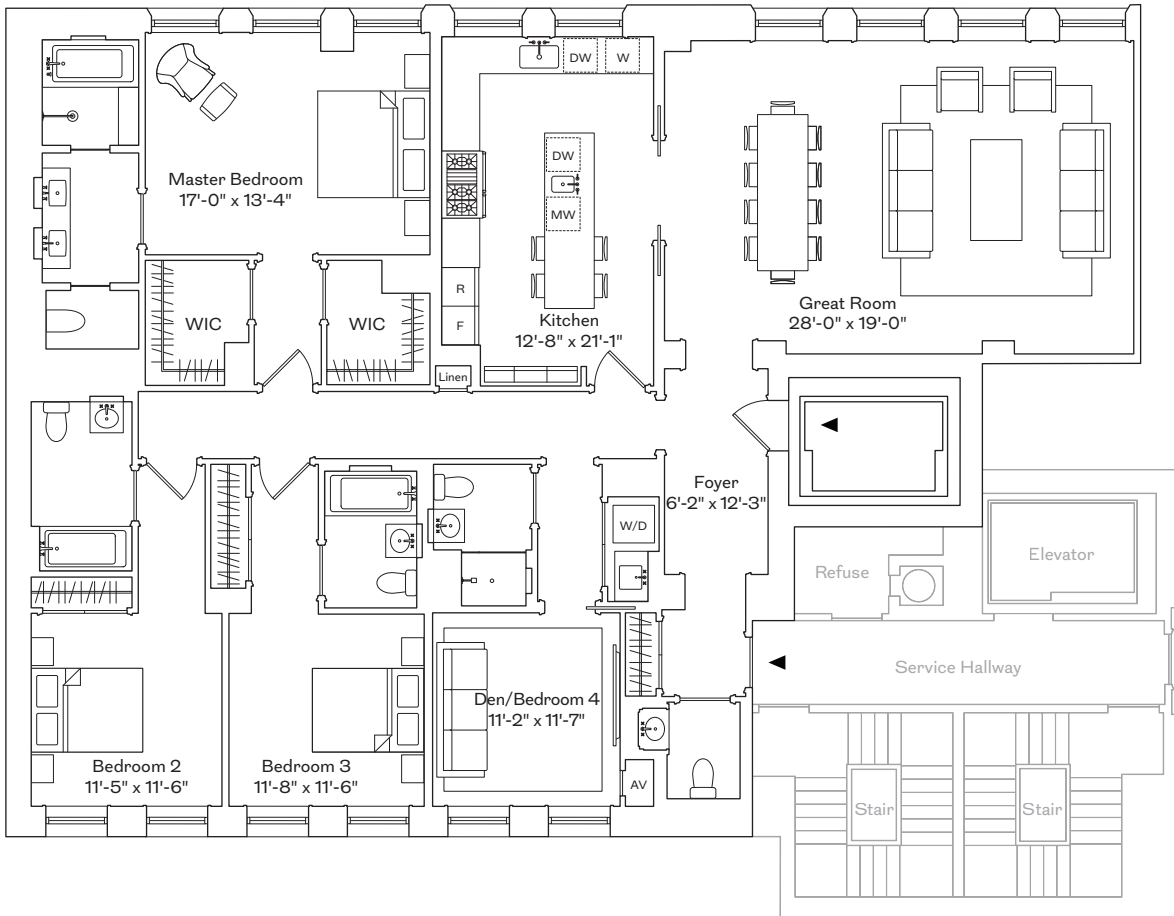 DW
W
DW
MW
Master Bedroom
17'-0" x 13'-4"
R
F
WIC
WIC
Kitchen
12'-8" x 21'-1"
Great Room
28'-0" x 19'-0"
Linen
Foyer
6'-2" x 12'-3"
W/D
Elevator
Refuse
Service Hallway
Den/Bedroom 4
11'-2" x 11'-7"
Bedroom 2
11'-5" x 11'-6"
Bedroom 3
11'-8" x 11'-6"
AV
Stair
Stair